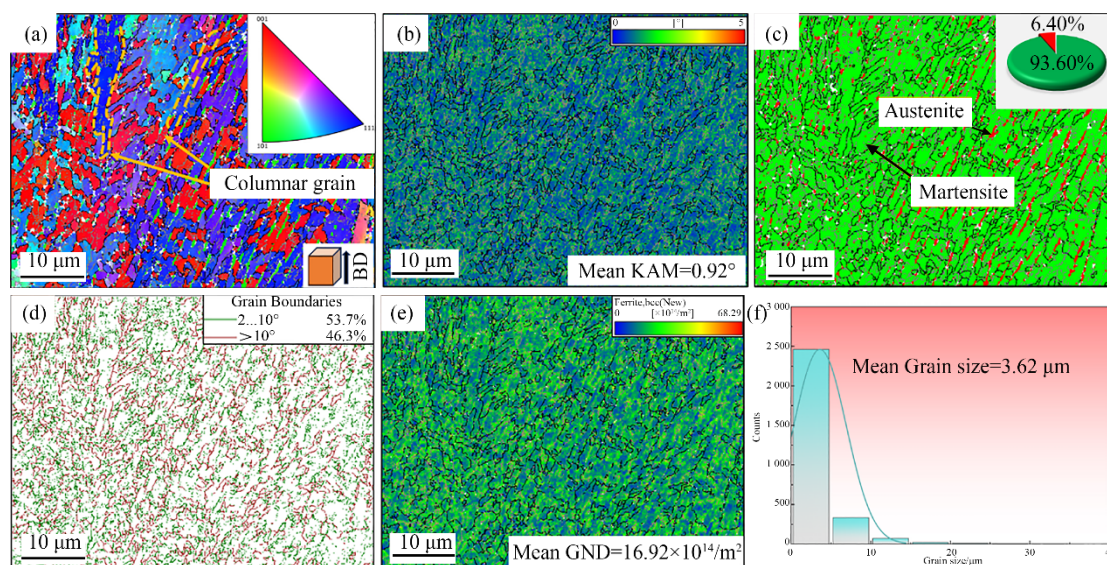 (a)
001
101
111
Columnar grain
10 μm
BD
(b)
0 [°] 5
10 μm
Mean KAM=0.92°
(c)
6.40%
93.60%
Austenite
Martensite
10 μm
(d)
Grain Boundaries
2...10° 53.7%
>10° 46.3%
10 μm
(e)
Ferrite,bcc(New)
0 68.29
10 μm
Mean GND=16.92×10¹⁴/m²
(f)
Mean Grain size=3.62 μm
Counts
3 000
2 500
2 000
1 500
1 000
500
0
0
10
20
30
Grain size/μm